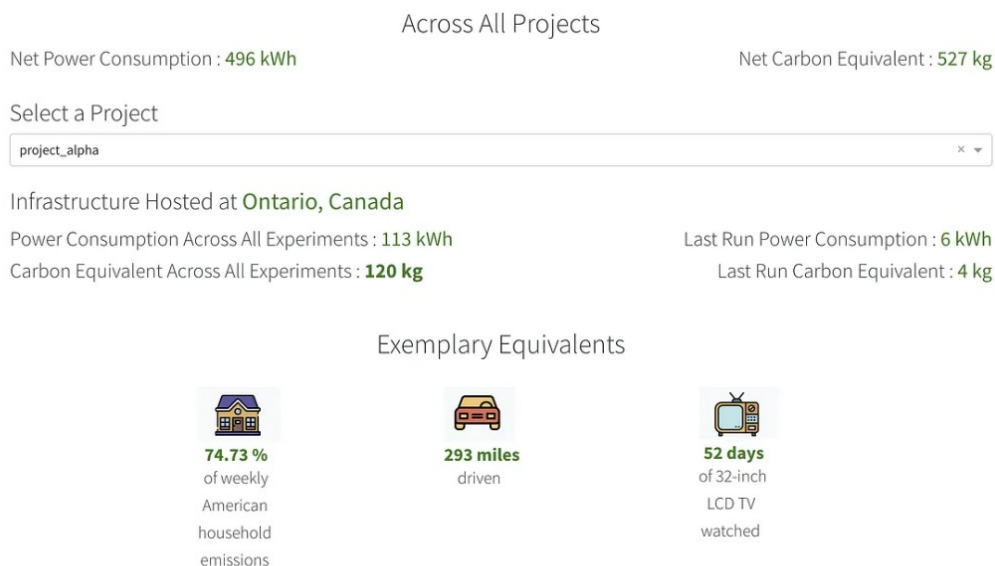 Across All Projects
Net Power Consumption : 496 kWh
Net Carbon Equivalent : 527 kg
Select a Project
project_alpha
Infrastructure Hosted at Ontario, Canada
Power Consumption Across All Experiments : 113 kWh
Last Run Power Consumption : 6 kWh
Carbon Equivalent Across All Experiments : 120 kg
Last Run Carbon Equivalent : 4 kg
Exemplary Equivalents
74.73 %
of weekly
American
household
emissions
293 miles
driven
52 days
of 32-inch
LCD TV
watched